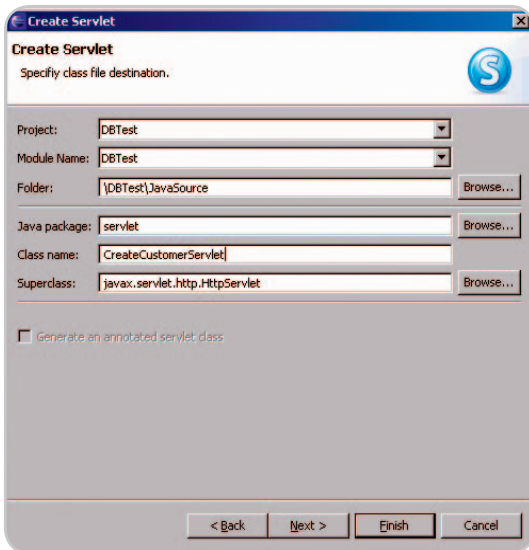 Create Servlet
Create Servlet
Specifiy class file destination.
S
Project: DBTest
Module Name: DBTest
Folder: \DBTest\JavaSource Browse...
Java package: servlet Browse...
Class name: CreateCustomerServlet
Superclass: javax.servlet.http.HttpServlet Browse...
Generate an annotated servlet class
< Back Next > Finish Cancel